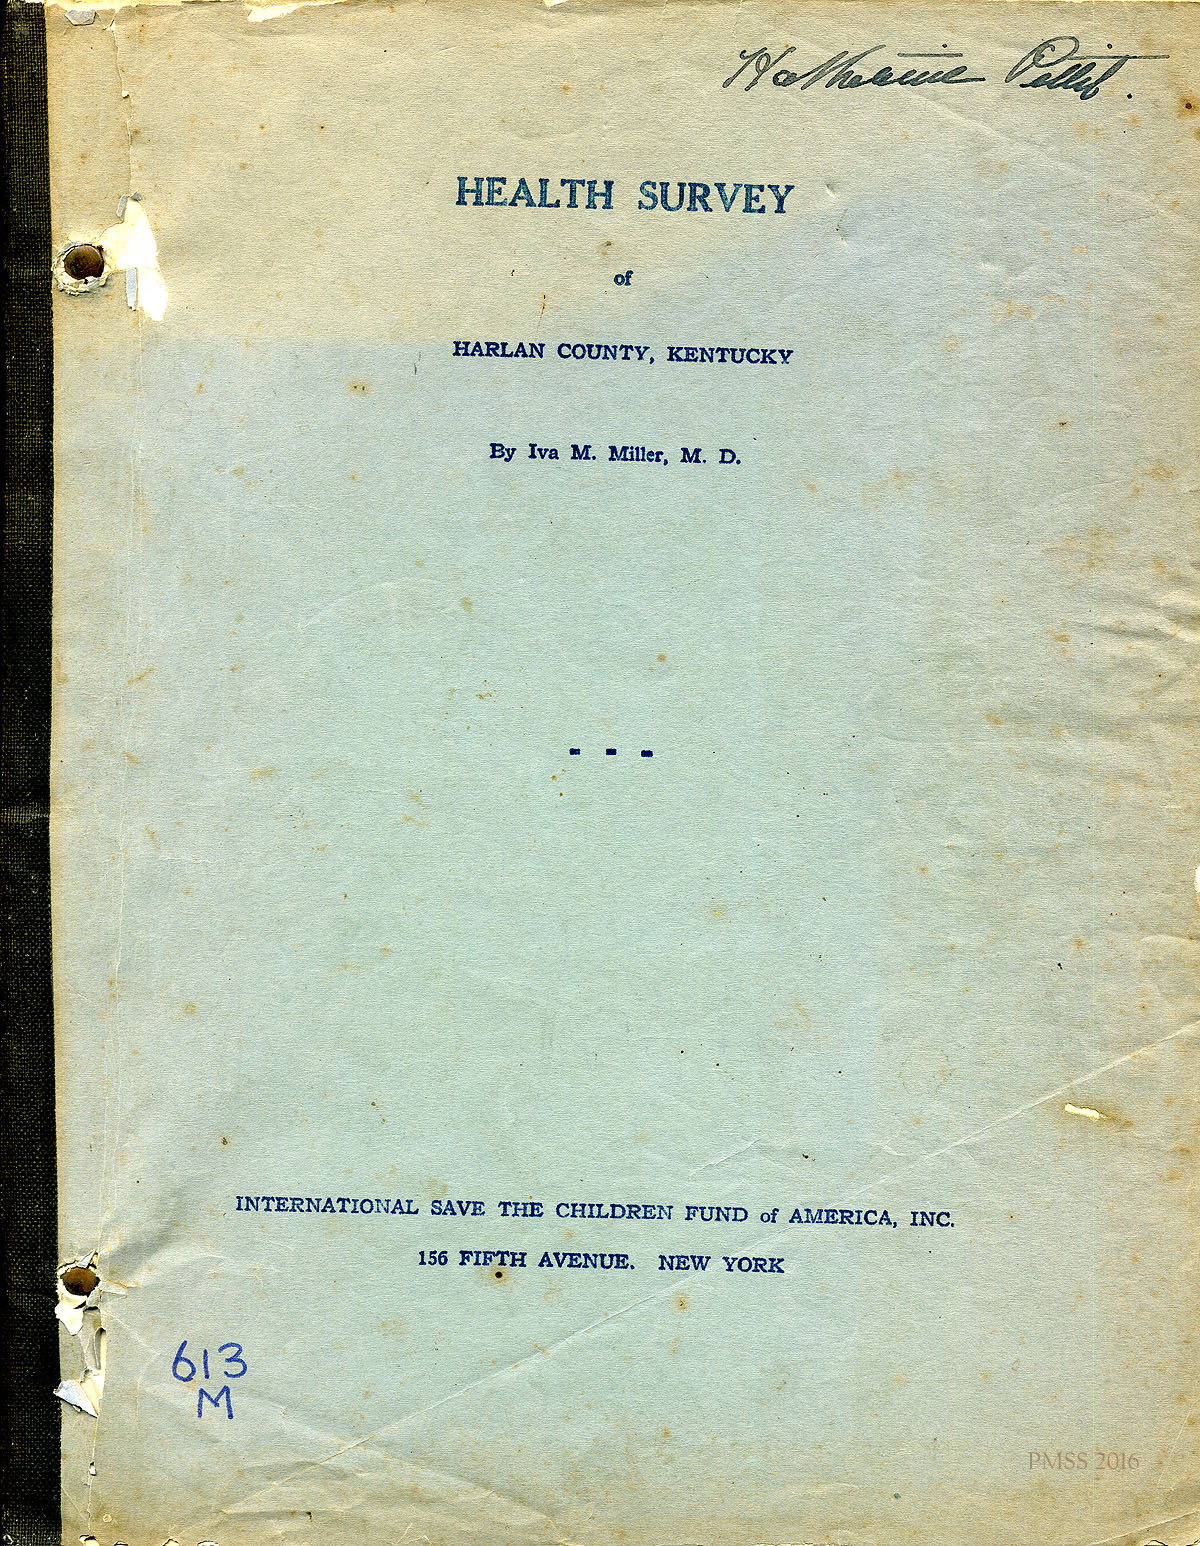 Katherine Pettit.
HEALTH SURVEY
of
HARLAN COUNTY, KENTUCKY
By Iva M. Miller, M. D.
- - -
INTERNATIONAL SAVE THE CHILDREN FUND of AMERICA, INC.
156 FIFTH AVENUE. NEW YORK
613
M
PMSS 2016